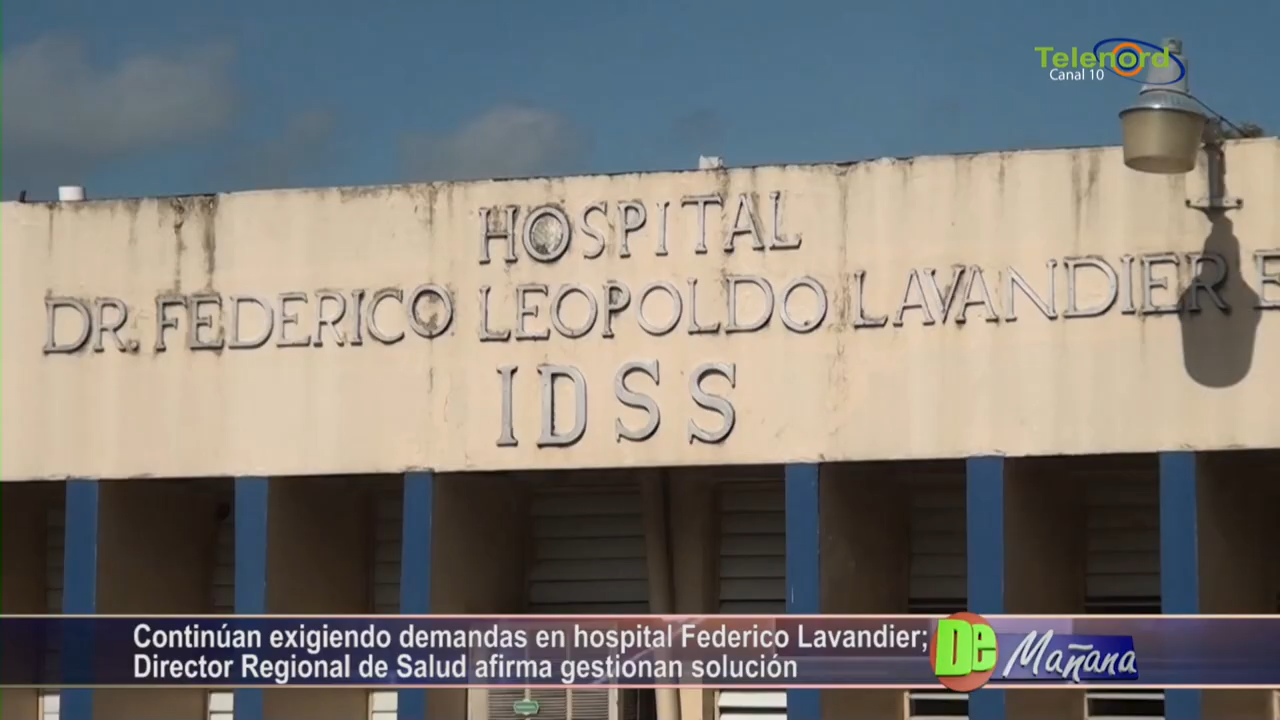 Telenord
Canal 10
HOSPITAL
DR. FEDERICO LEOPOLDO LAVANDIER E
IDSS
Continúan exigiendo demandas en hospital Federico Lavandier;
Director Regional de Salud afirma gestionan solución
De Mañana